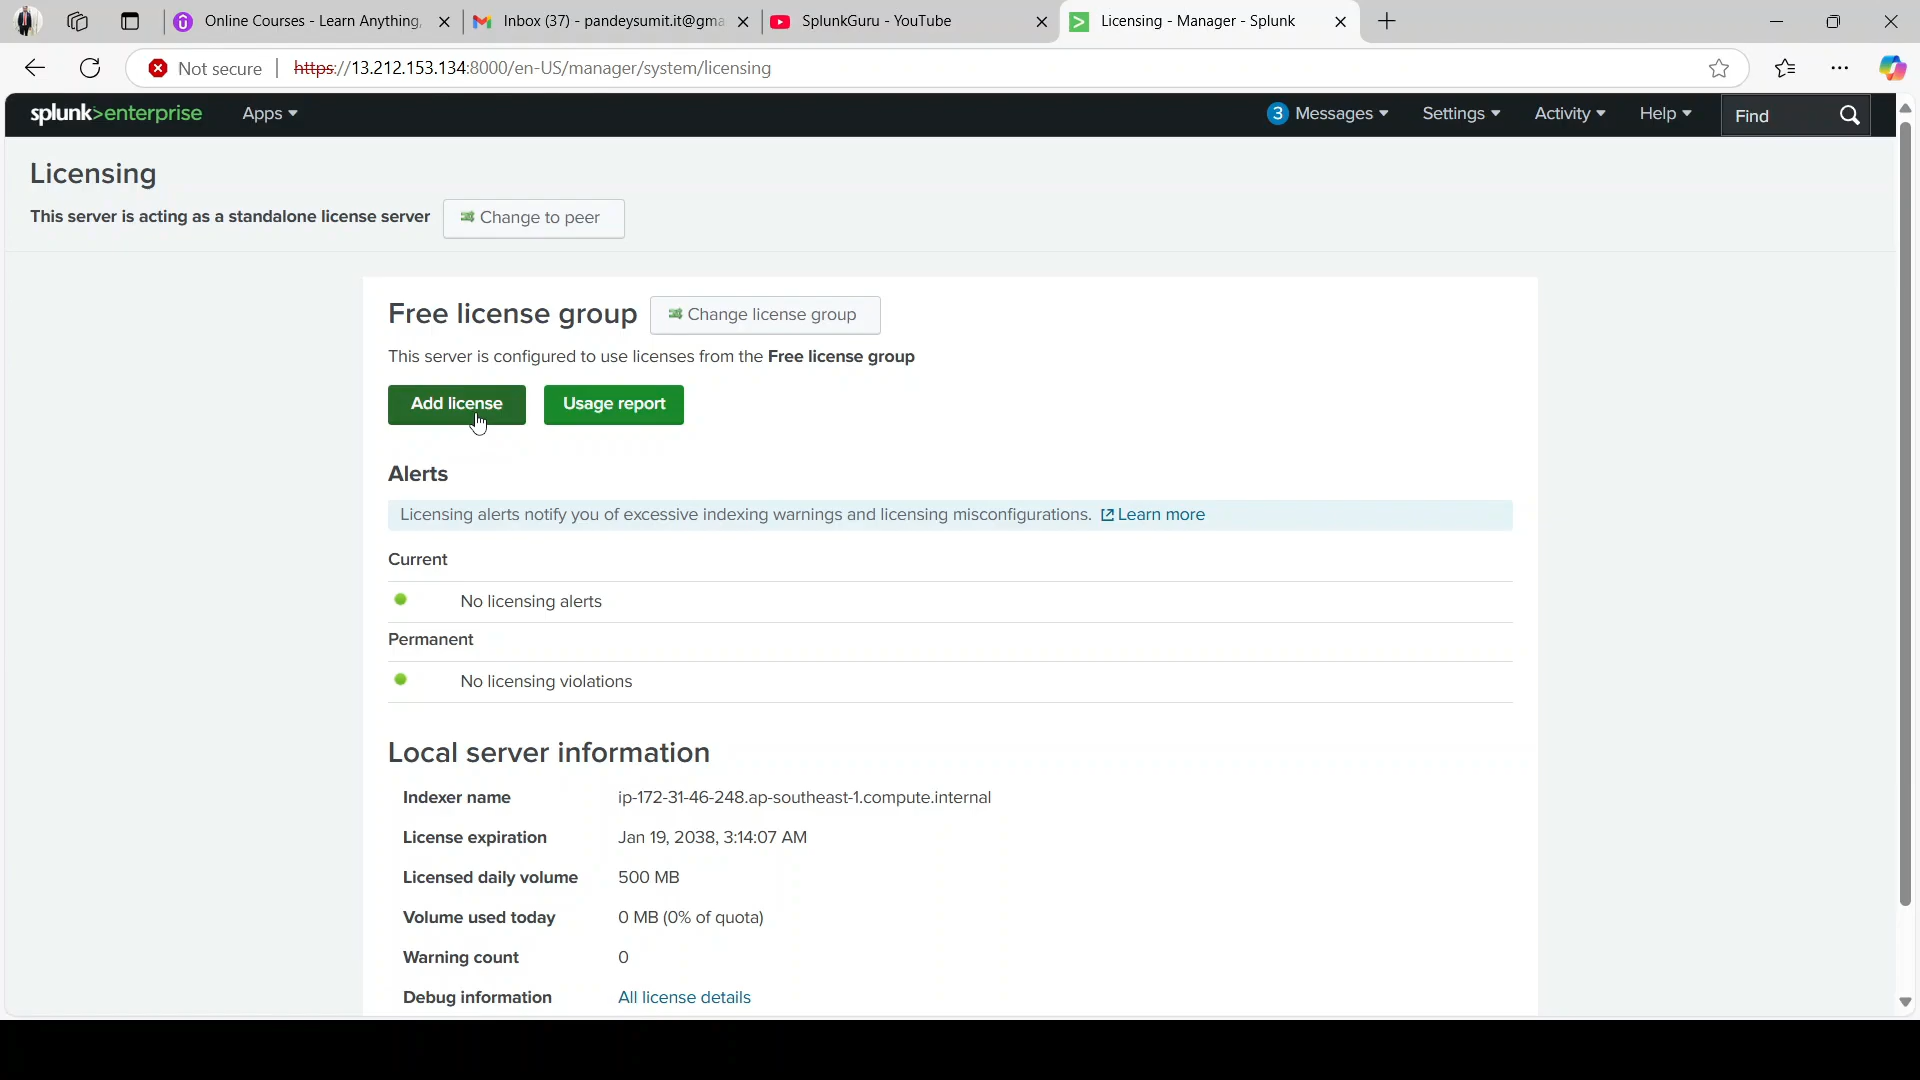 Online Courses - Learn Anything,
Inbox (37) - pandeysumit.it@gma
SplunkGuru - YouTube
Licensing - Manager - Splunk
Not secure
https://13.212.153.134:8000/en-US/manager/system/licensing
splunk>enterprise
Apps
3 Messages
Settings
Activity
Help
Find
Licensing
This server is acting as a standalone license server
Change to peer
Free license group
Change license group
This server is configured to use licenses from the Free license group
Add license
Usage report
Alerts
Licensing alerts notify you of excessive indexing warnings and licensing misconfigurations. Learn more
Current
No licensing alerts
Permanent
No licensing violations
Local server information
Indexer name ip-172-31-46-248.ap-southeast-1.compute.internal
License expiration Jan 19, 2038, 3:14:07 AM
Licensed daily volume 500 MB
Volume used today 0 MB (0% of quota)
Warning count 0
Debug information All license details